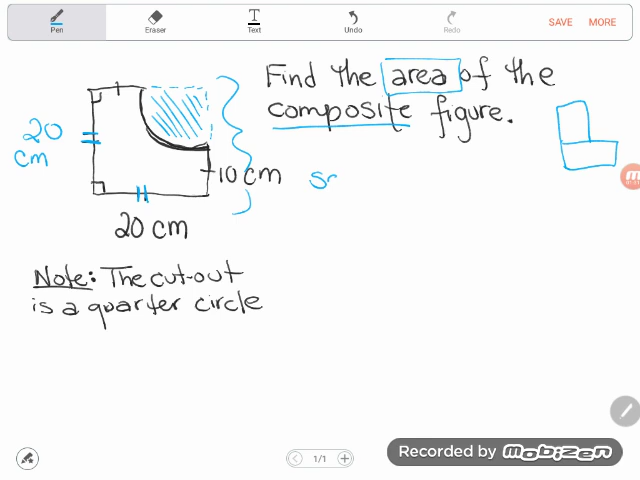 Pen
Eraser
Text
Undo
Redo
SAVE
MORE
Find the area of the
composite figure.
20
cm
10 cm
Sr
20 cm
Note: The cut-out
is a quarter circle
1/1
Recorded by
mobizen